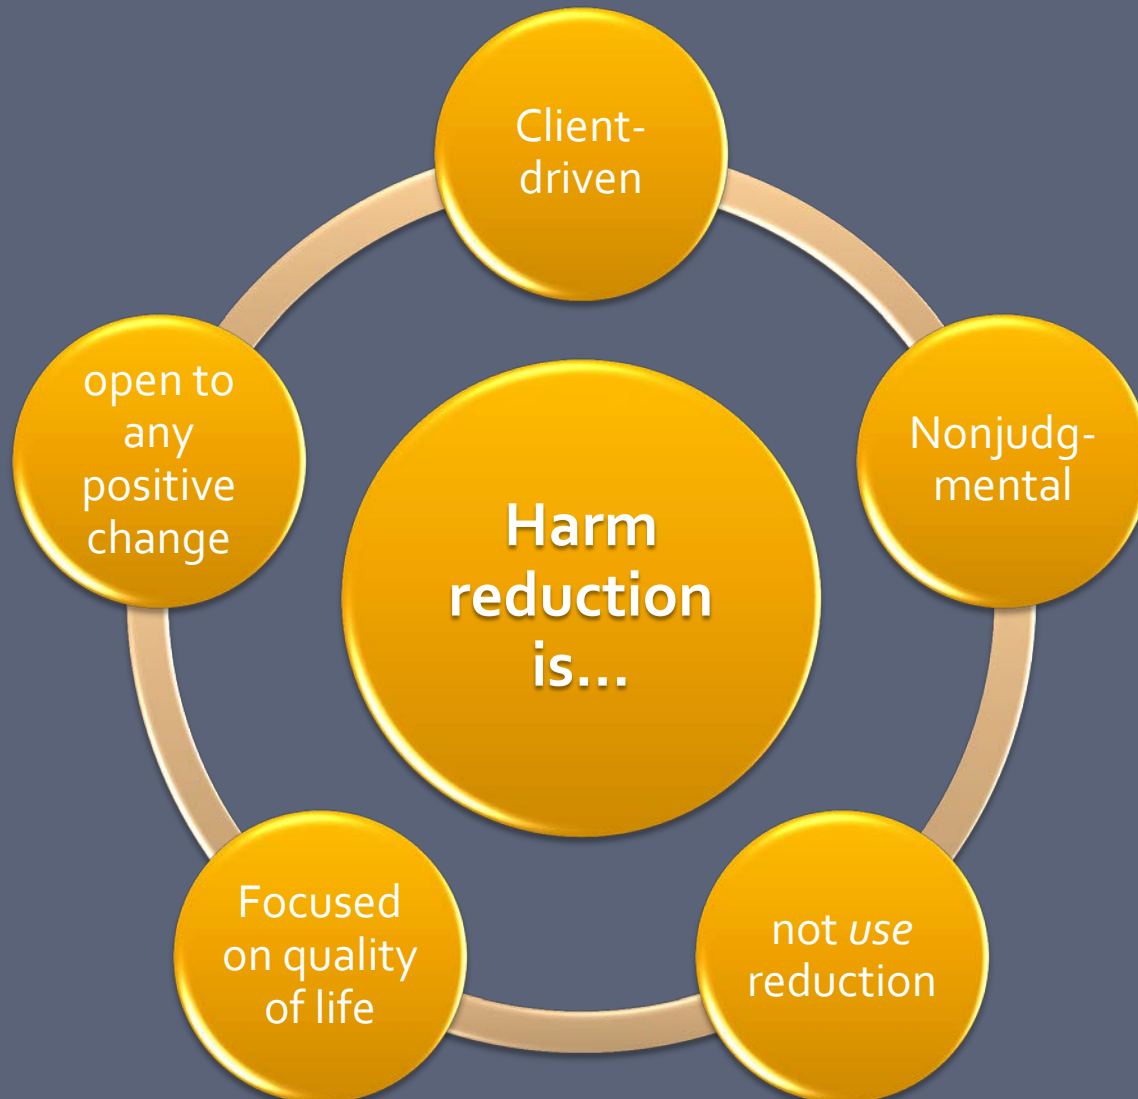 Client-
driven
Nonjudg-
mental
not use
reduction
Focused
on quality
of life
open to
any
positive
change
Harm
reduction
is...